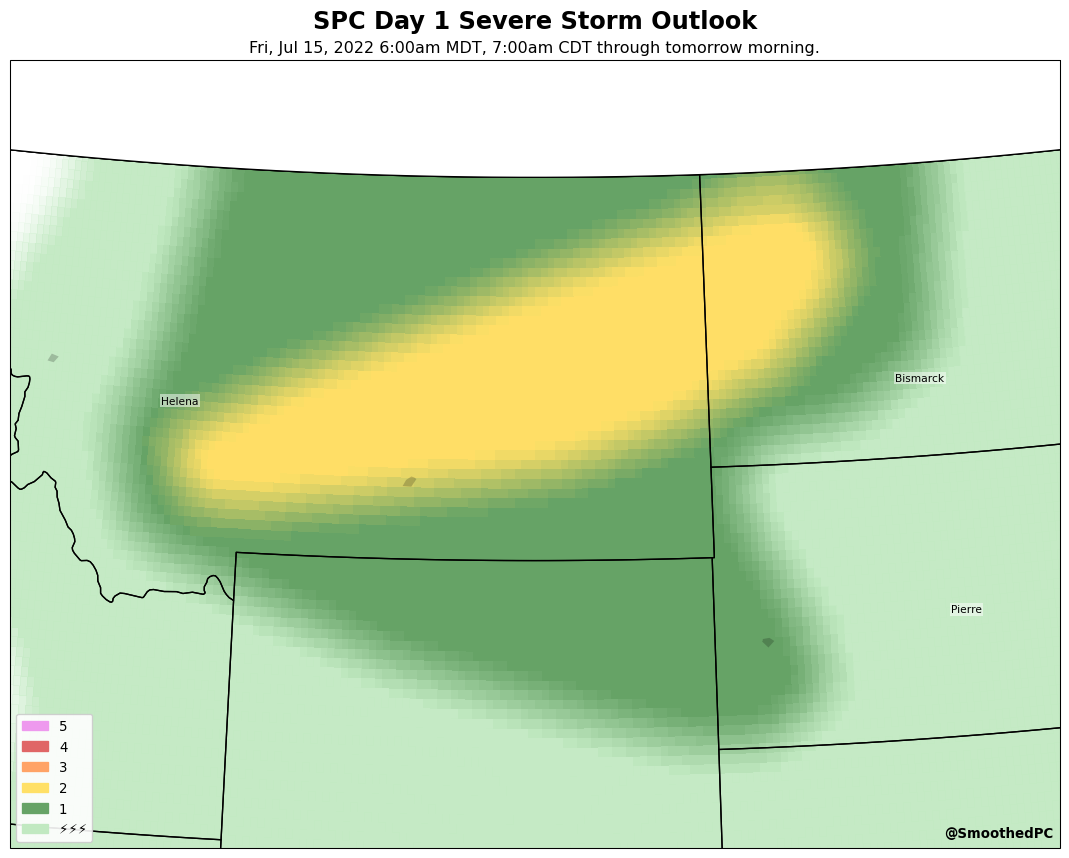 SPC Day 1 Severe Storm Outlook
Fri, Jul 15, 2022 6:00am MDT, 7:00am CDT through tomorrow morning.
Helena
Bismarck
Pierre
5
4
3
2
1
⚡⚡⚡
@SmoothedPC